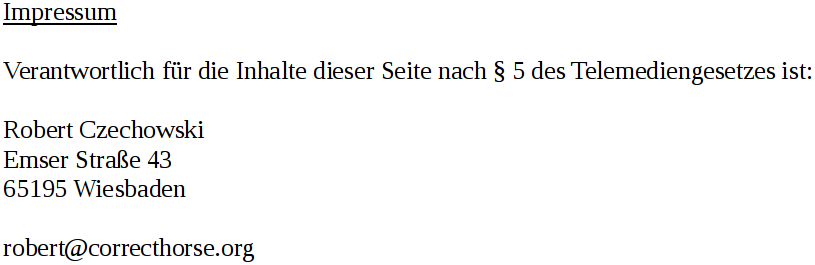 Impressum
Verantwortlich für die Inhalte dieser Seite nach § 5 des Telemediengesetzes ist:
Robert Czechowski
Emser Straße 43
65195 Wiesbaden
robert@correcthorse.org